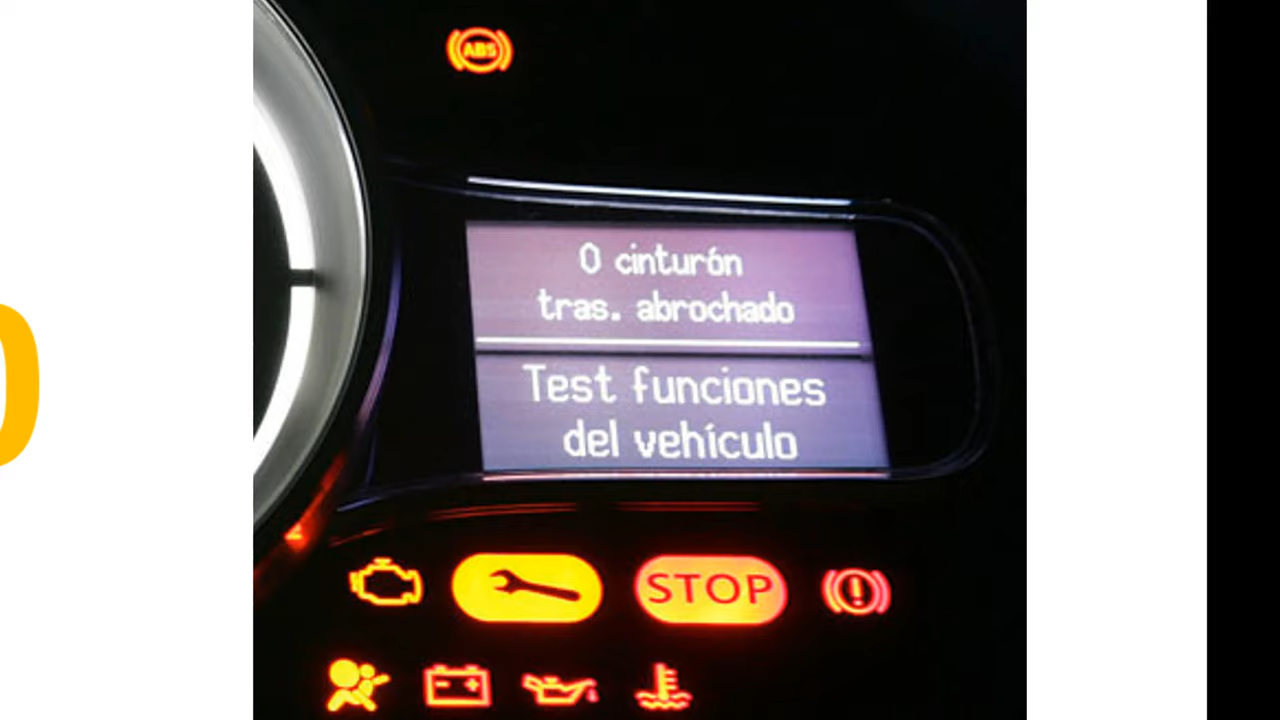 ABS
0 cinturón
tras. abrochado
Test funciones
del vehículo
STOP